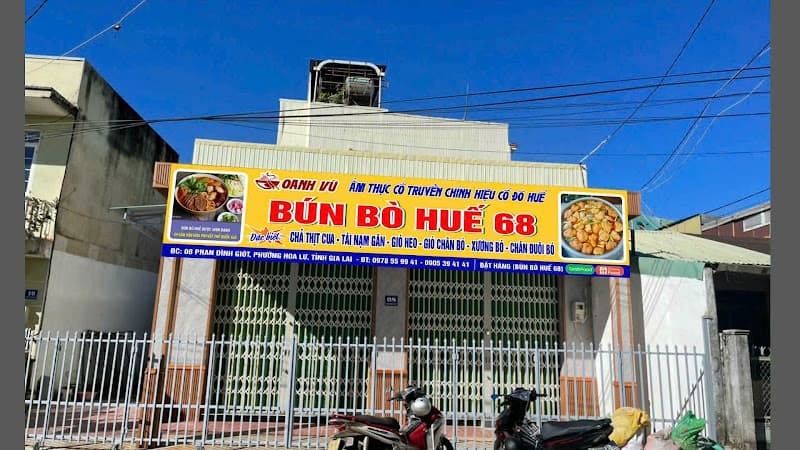 OANH VŨ
ẨM THỰC CỔ TRUYỀN CHÍNH HIỆU CỐ ĐÔ HUẾ
BÚN BÒ HUẾ 68
Đặc biệt
CHẢ THỊT CUA - TÁI NẠM GÂN - GIÒ HEO - GIÒ CHÂN BÒ - XƯƠNG BÒ - CHÂN ĐUÔI BÒ
ĐC: 06 PHAN ĐÌNH GIÓT, PHƯỜNG HOA LƯ, TỈNH GIA LAI - ĐT: 0978 55 99 41 - 0905 39 41 41
ĐẶT HÀNG (BÚN BÒ HUẾ 68)
GrabFood